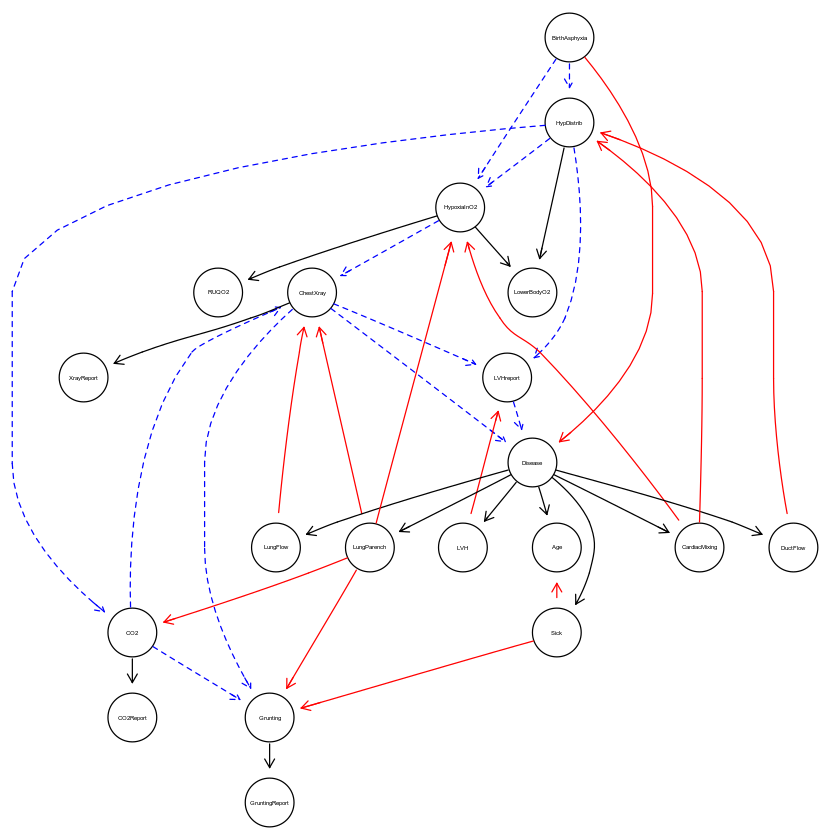 BirthAsphyxia
HypDistrib
HypoxiaInO2
RUQO2
ChestXray
LowerBodyO2
XrayReport
LVHreport
Disease
LungFlow
LungParench
LVH
Age
CardiacMixing
DuctFlow
CO2
Sick
CO2Report
Grunting
GruntingReport